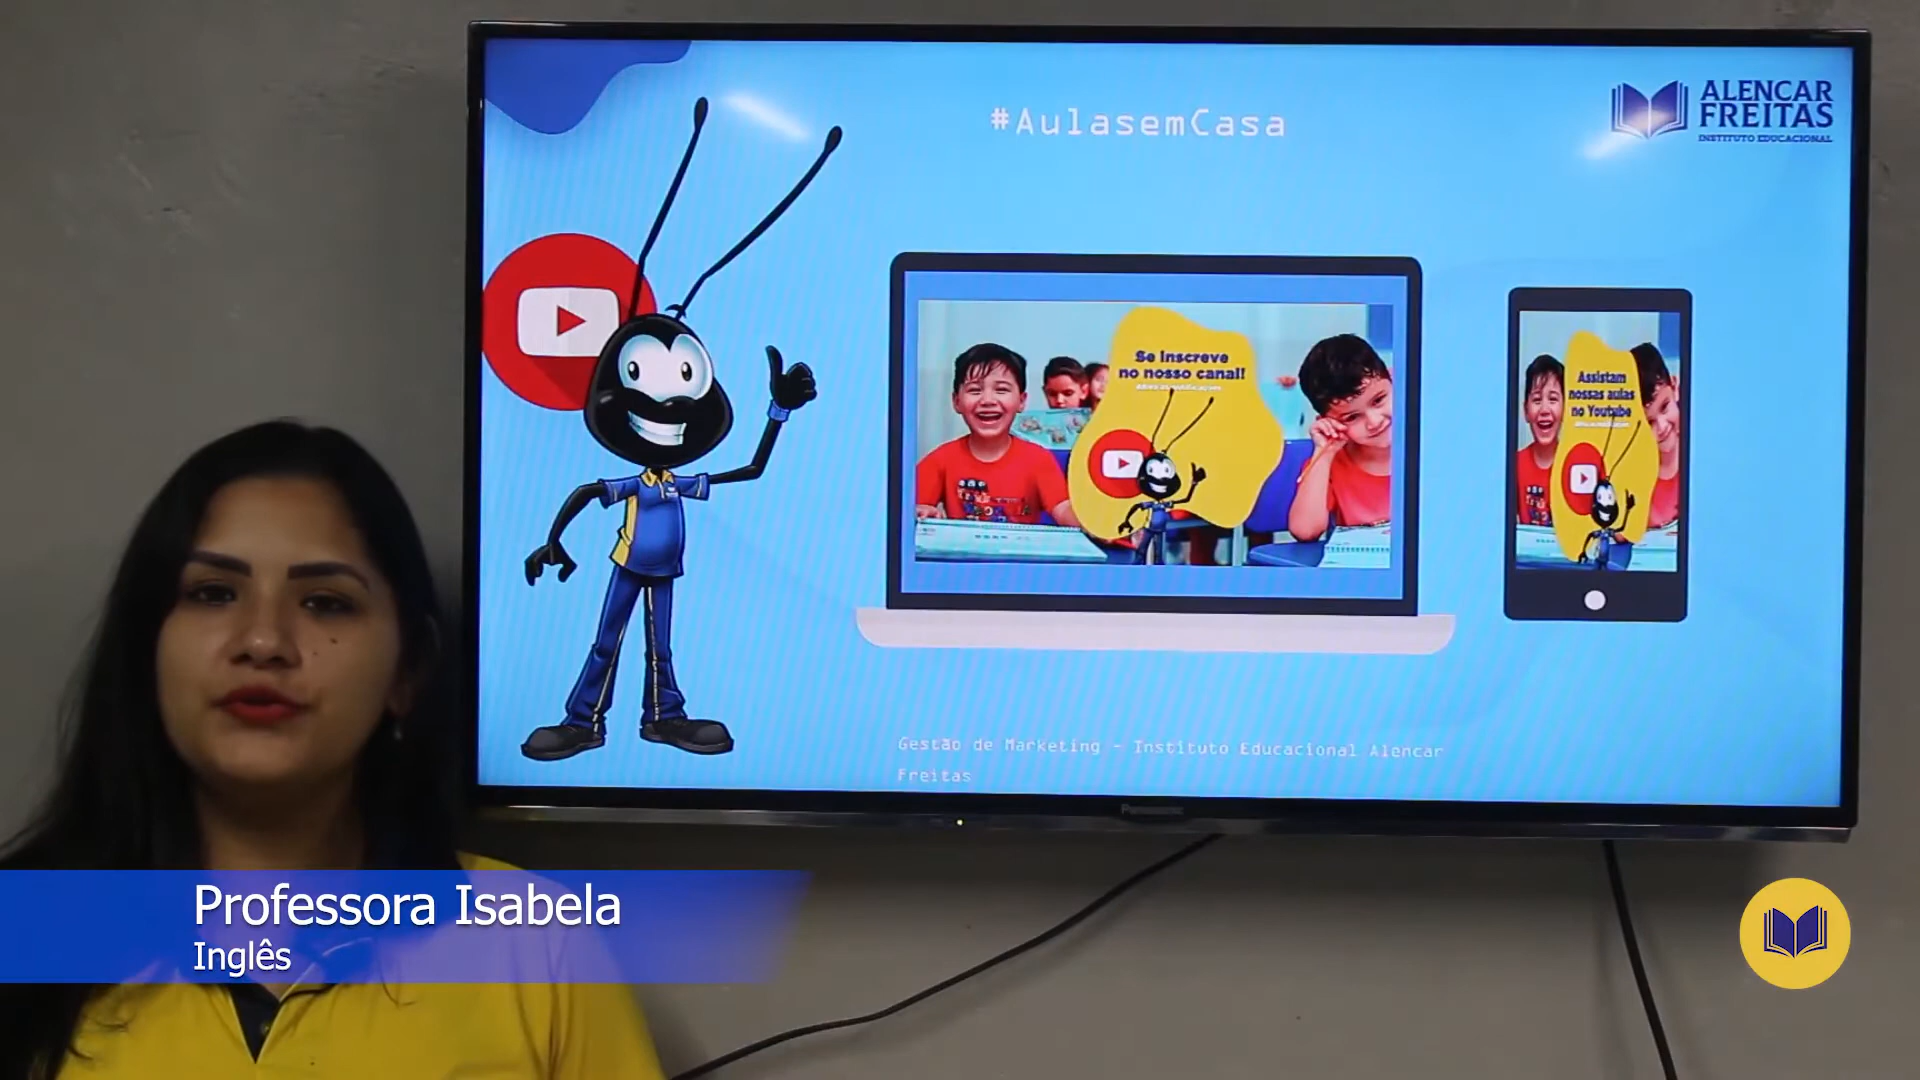 #AulasemCasa
ALENCAR
FREITAS
INSTITUTO EDUCACIONAL
Se Inscreve
no nosso canal!
Assistam
nossas aulas
no Youtube
Gestão de Marketing - Instituto Educacional Alencar
Freitas
Panasonic
Professora Isabela
Inglês